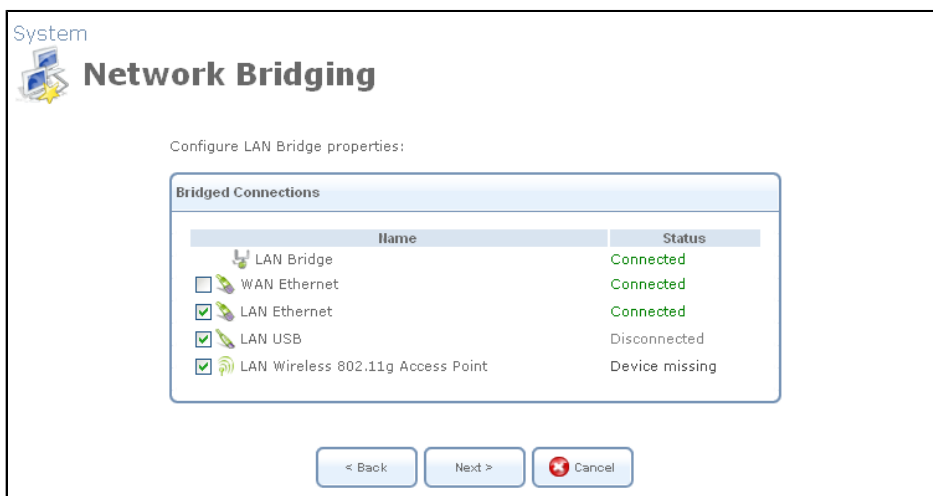 System
Network Bridging
Configure LAN Bridge properties:
Bridged Connections
Name Status
LAN Bridge Connected
WAN Ethernet Connected
LAN Ethernet Connected
LAN USB Disconnected
LAN Wireless 802.11g Access Point Device missing
< Back Next > Cancel